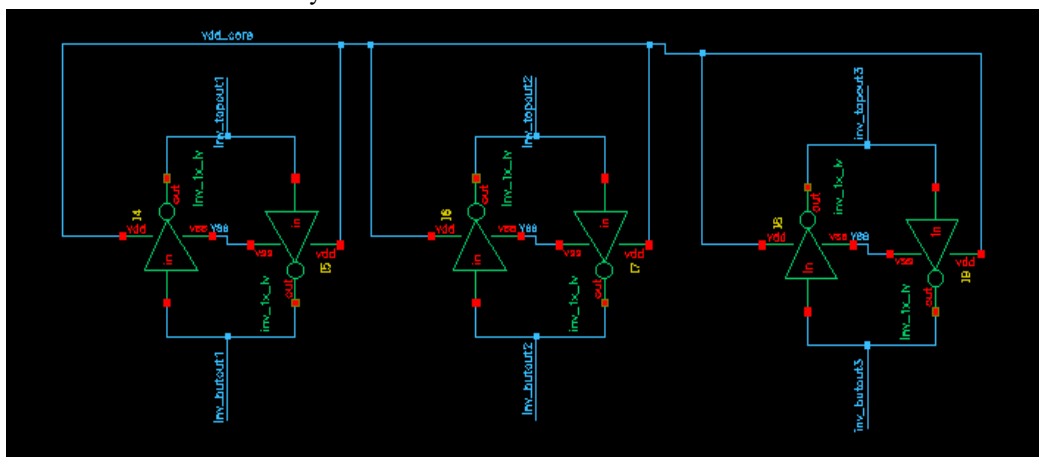 vdd_core
inv_topout1
inv_topout2
inv_topout3
inv_1x_lv
inv_1x_lv
inv_1x_lv
out
out
out
in
in
in
I4
I6
I8
vdd
vss
vss
vss
vdd
vdd
vss
vss
vss
vdd
vdd
vss
vss
vss
vdd
in
in
in
I5
I7
I9
out
out
out
inv_1x_lv
inv_1x_lv
inv_1x_lv
inv_butout1
inv_butout2
inv_butout3